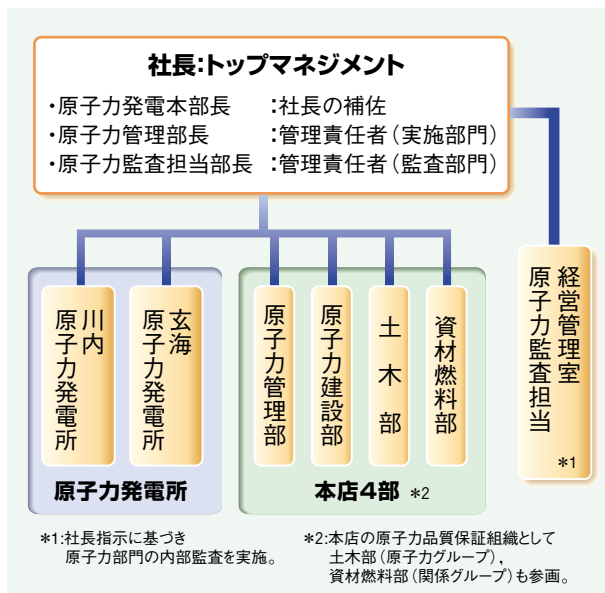 社長:トップマネジメント
・原子力発電本部長　：社長の補佐
・原子力管理部長　：管理責任者（実施部門）
・原子力監査担当部長　：管理責任者（監査部門）
川内
原子力発電所
玄海
原子力発電所
原子力発電所
原子力管理部
原子力建設部
土木部
資材燃料部
本店4部 *2
経営管理室
原子力監査担当
*1
*1:社長指示に基づき
原子力部門の内部監査を実施。
*2:本店の原子力品質保証組織として
土木部（原子力グループ），
資材燃料部（関係グループ）も参画。